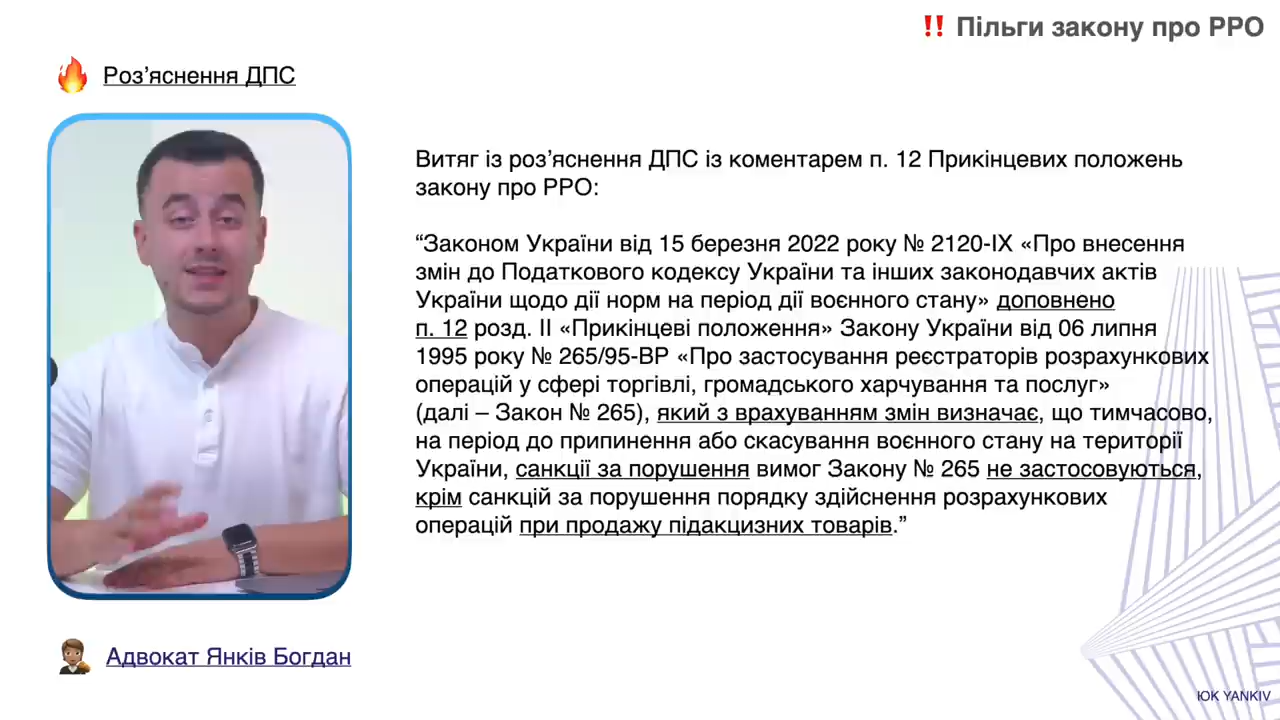 ‼️ Пільги закону про РРО
Роз’яснення ДПС
Витяг із роз’яснення ДПС із коментарем п. 12 Прикінцевих положень
закону про РРО:
“Законом України від 15 березня 2022 року № 2120-IX «Про внесення
змін до Податкового кодексу України та інших законодавчих актів
України щодо дії норм на період дії воєнного стану» доповнено
п. 12 розд. II «Прикінцеві положення» Закону України від 06 липня
1995 року № 265/95-ВР «Про застосування реєстраторів розрахункових
операцій у сфері торгівлі, громадського харчування та послуг»
(далі – Закон № 265), який з врахуванням змін визначає, що тимчасово,
на період до припинення або скасування воєнного стану на території
України, санкції за порушення вимог Закону № 265 не застосовуються,
крім санкцій за порушення порядку здійснення розрахункових
операцій при продажу підакцизних товарів.”
Адвокат Янків Богдан
ЮК YANKIV